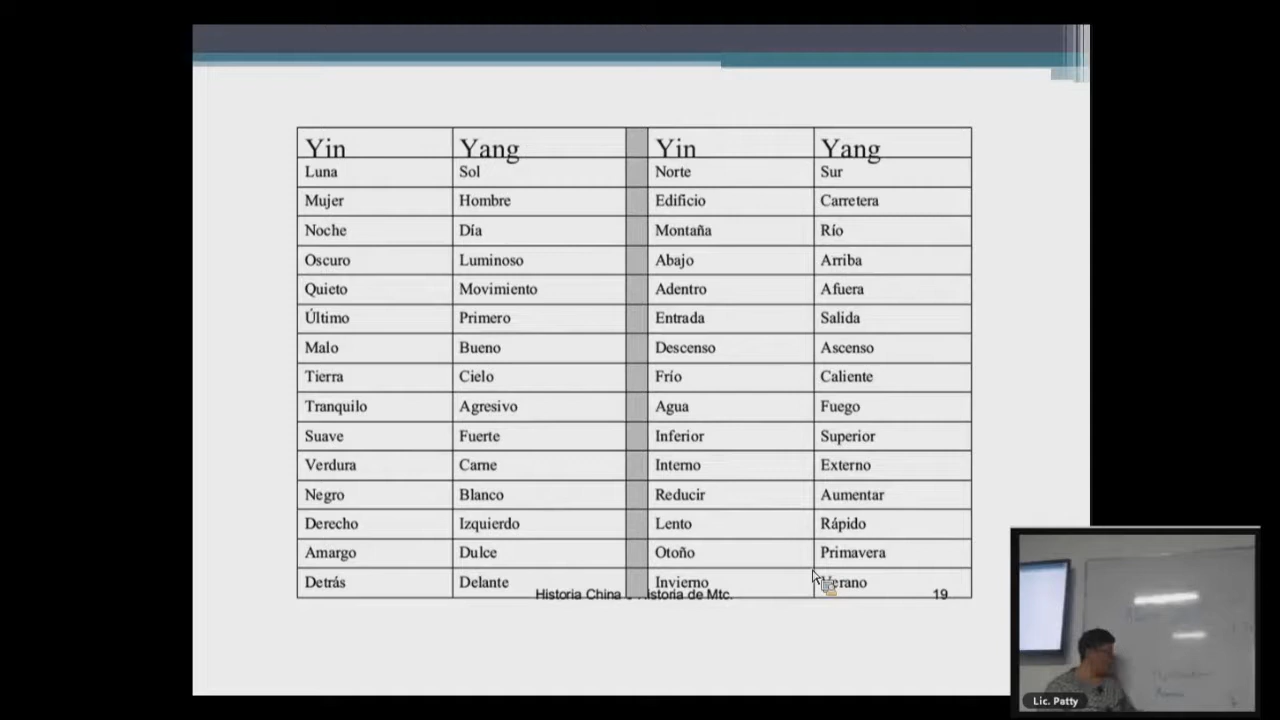 Yin Yang Yin Yang
Luna Sol Norte Sur
Mujer Hombre Edificio Carretera
Noche Día Montaña Río
Oscuro Luminoso Abajo Arriba
Quieto Movimiento Adentro Afuera
Último Primero Entrada Salida
Malo Bueno Descenso Ascenso
Tierra Cielo Frío Caliente
Tranquilo Agresivo Agua Fuego
Suave Fuerte Inferior Superior
Verdura Carne Interno Externo
Negro Blanco Reducir Aumentar
Derecho Izquierdo Lento Rápido
Amargo Dulce Otoño Primavera
Detrás Delante Invierno Verano
Historia China Historia de Mtc. 19
Lic. Patty